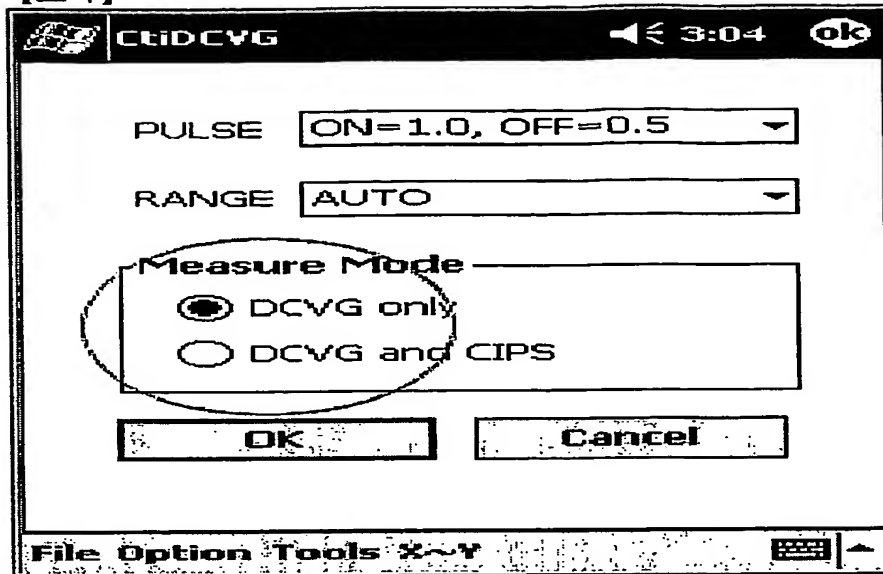 CtiDCVG 3:04 ok
PULSE ON=1.0, OFF=0.5
RANGE AUTO
Measure Mode
DCVG only
DCVG and CIPS
OK Cancel
File Option Tools X~Y